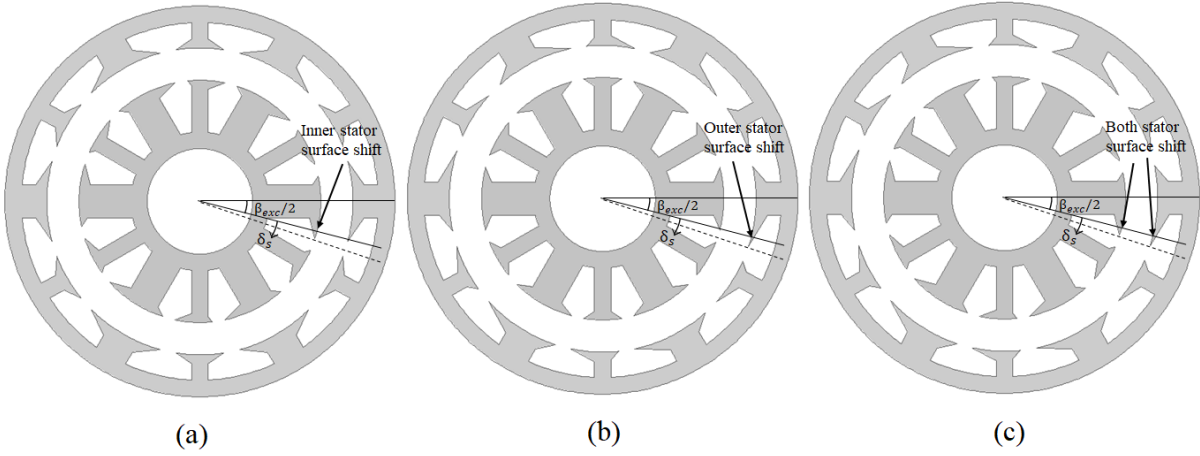 Inner stator
surface shift
β_exc/2
δ_s
(a)
Outer stator
surface shift
β_exc/2
δ_s
(b)
Both stator
surface shift
β_exc/2
δ_s
(c)